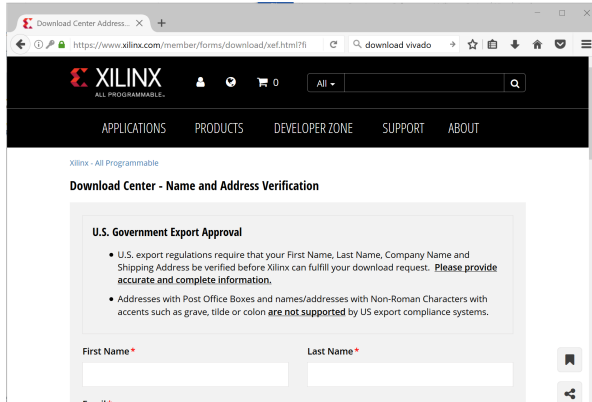 Download Center Address...
https://www.xilinx.com/member/forms/download/xef.html?fi
download vivado
XILINX
ALL PROGRAMMABLE.
0
All
APPLICATIONS PRODUCTS DEVELOPER ZONE SUPPORT ABOUT
Xilinx - All Programmable
Download Center - Name and Address Verification
U.S. Government Export Approval
• U.S. export regulations require that your First Name, Last Name, Company Name and
Shipping Address be verified before Xilinx can fulfill your download request. Please provide
accurate and complete information.
• Addresses with Post Office Boxes and names/addresses with Non-Roman Characters with
accents such as grave, tilde or colon are not supported by US export compliance systems.
First Name * Last Name *